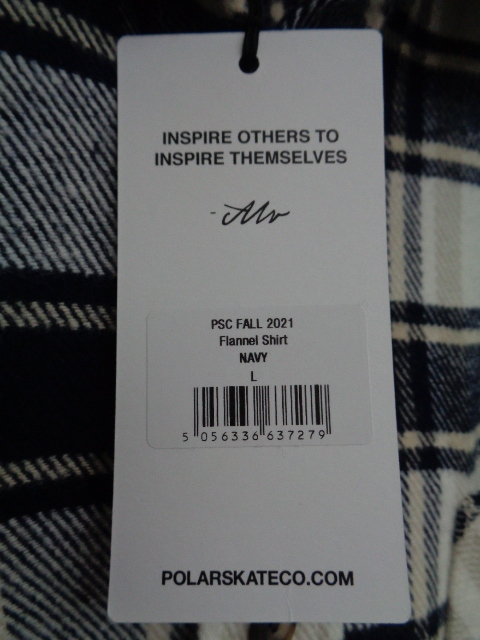 INSPIRE OTHERS TO
INSPIRE THEMSELVES
PSC FALL 2021
Flannel Shirt
NAVY
L
5 056336 637279
POLARSKATECO.COM